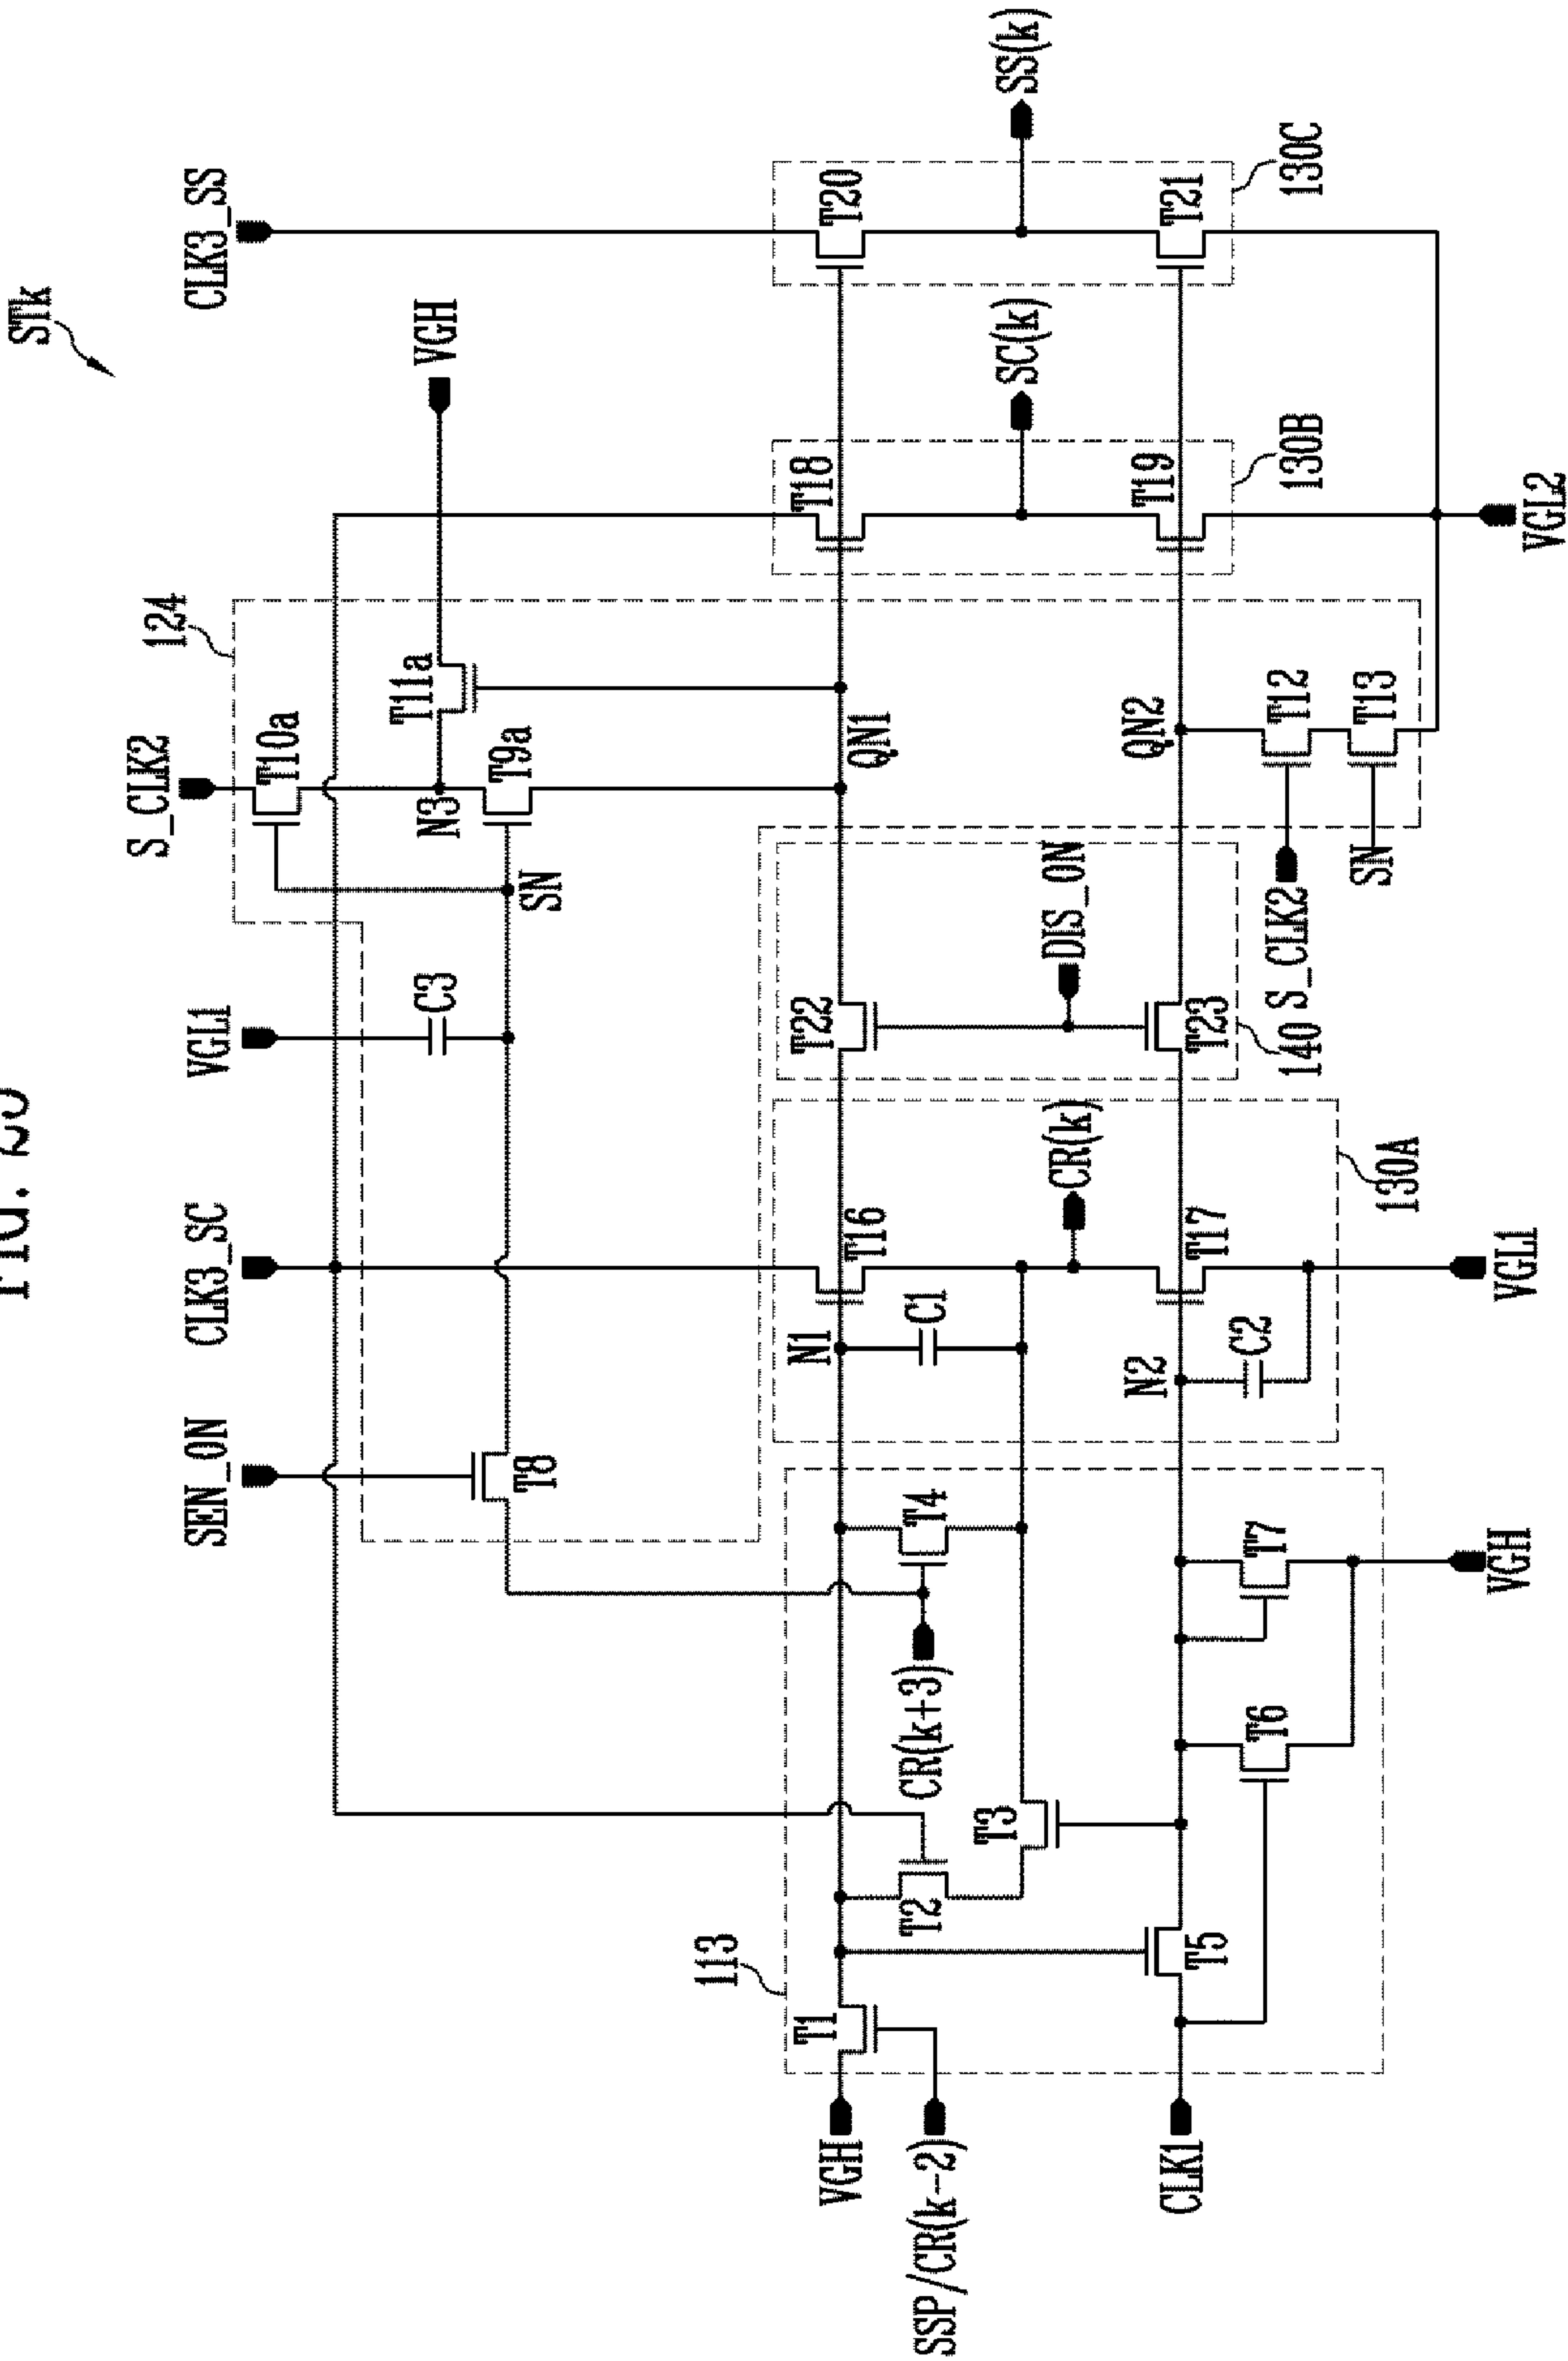 STk
CLK3_SS
SS(k)
T20
T21
130C
VGH
SC(k)
T18
T19
130B
VGL2
124
S_CLK2
T10a
T11a
N3
T9a
SN
QN1
QN2
T12
T13
S_CLK2
SN
VGL1
C3
T22
DIS_ON
T23
140
CLK3_SC
T16
N1
C1
CR(k)
T17
N2
C2
130A
VGL1
SEN_ON
T8
T4
T7
VGH
CR(k+3)
T6
T3
T2
T5
113
T1
VGH
SSP/CR(k-2)
CLK1